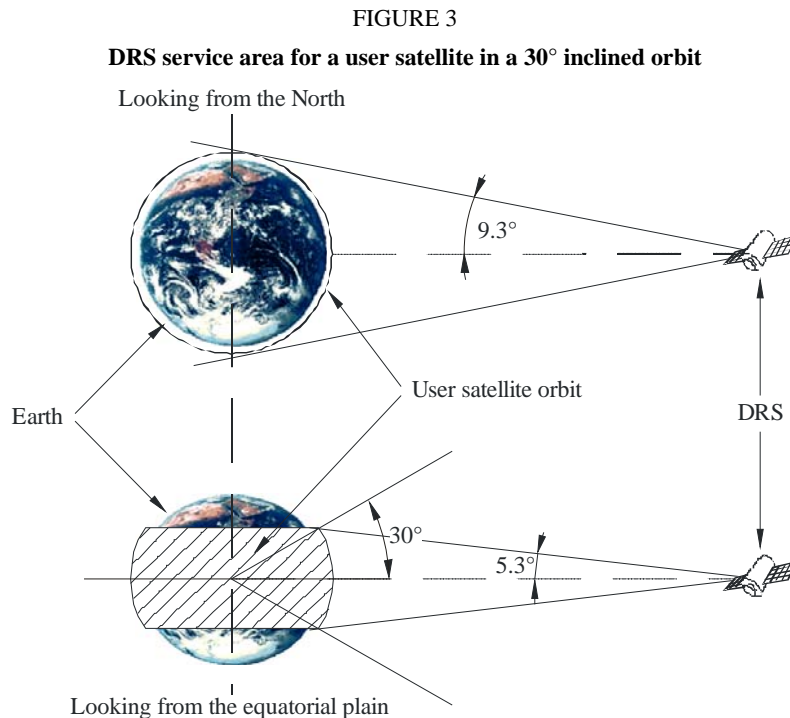 FIGURE 3
DRS service area for a user satellite in a 30° inclined orbit
Looking from the North
9.3°
User satellite orbit
Earth
DRS
30°
5.3°
Looking from the equatorial plain